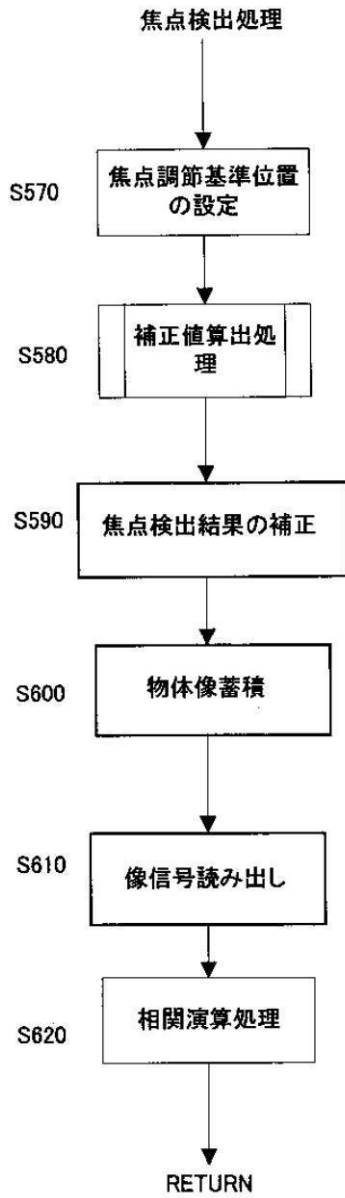 焦点検出処理
S570
焦点調節基準位置
の設定
S580
補正値算出処
理
S590
焦点検出結果の補正
S600
物体像蓄積
S610
像信号読み出し
S620
相関演算処理
RETURN